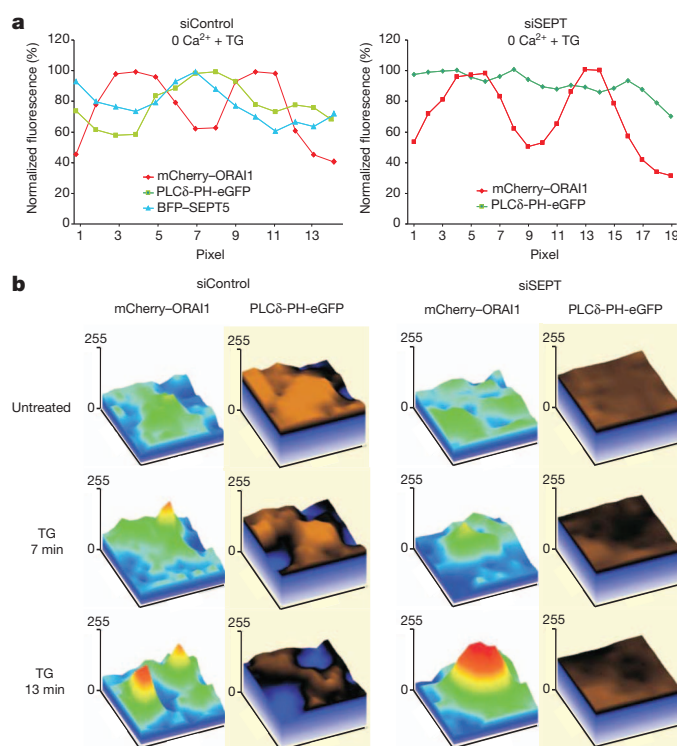 a
siControl
0 Ca²⁺ + TG
Normalized fluorescence (%)
120
100
80
60
40
20
0
mCherry–ORAI1
PLCδ-PH-eGFP
BFP–SEPT5
1 3 5 7 9 11 13
Pixel
siSEPT
0 Ca²⁺ + TG
Normalized fluorescence (%)
120
100
80
60
40
20
0
mCherry–ORAI1
PLCδ-PH-eGFP
1 3 5 7 9 11 13 15 17 19
Pixel
b
siControl siSEPT
mCherry–ORAI1 PLCδ-PH-eGFP mCherry–ORAI1 PLCδ-PH-eGFP
255 255 255 255
Untreated
0 0 0 0
255 255 255 255
TG
7 min
0 0 0 0
255 255 255 255
TG
13 min
0 0 0 0